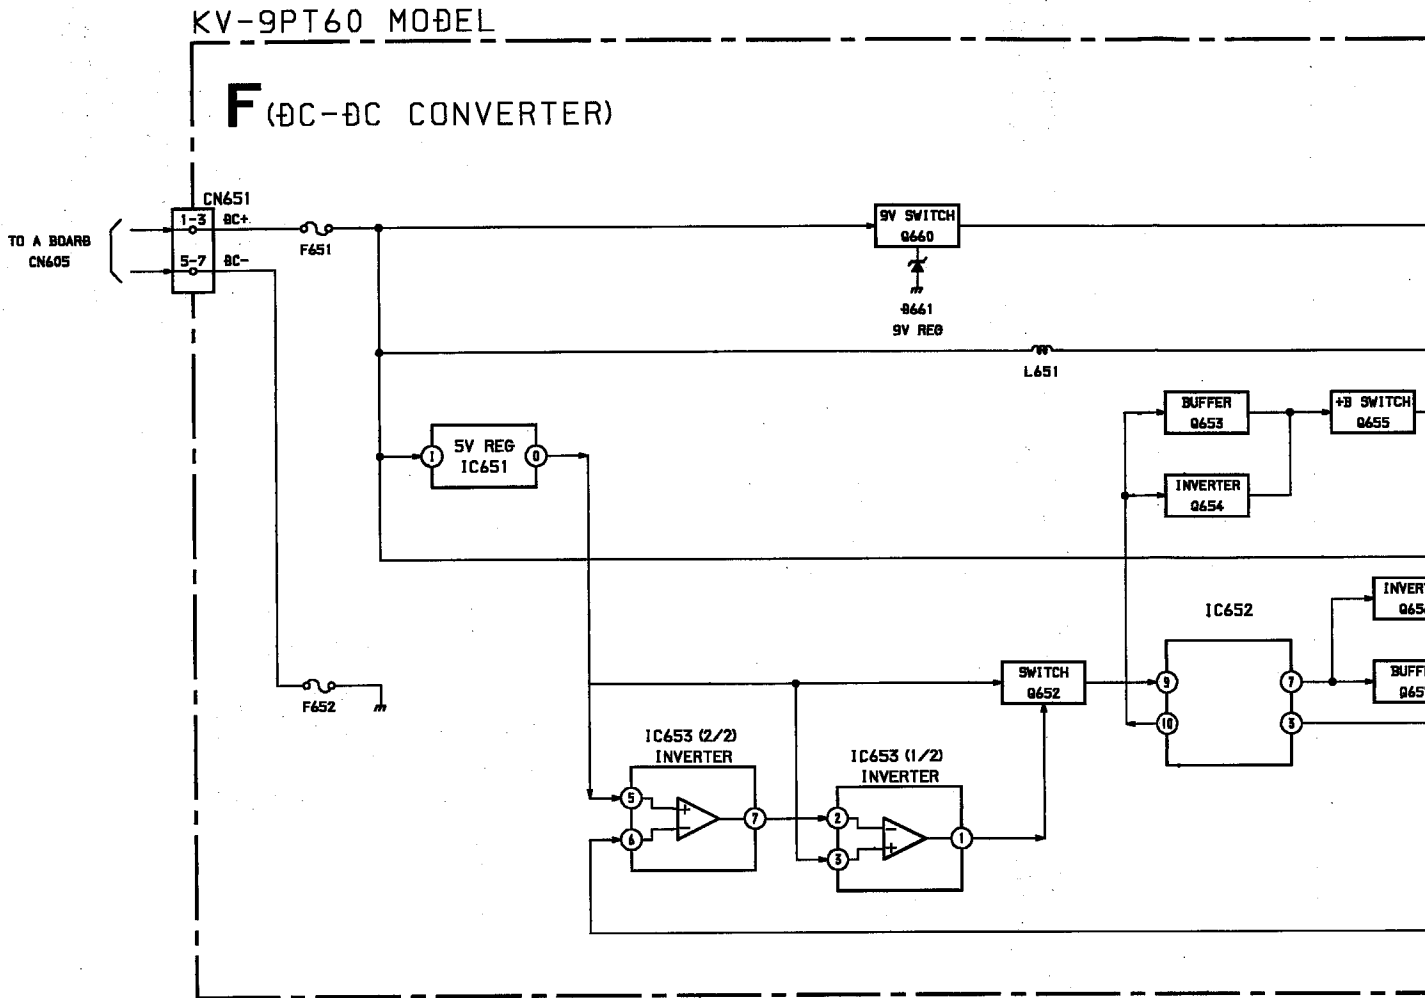 KV-9PT60 MODEL
F (DC-DC CONVERTER)
CN651
1-3 DC+
5-7 DC-
TO A BOARD
CN605
F651
9V SWITCH
Q660
D661
9V REG
L651
5V REG
IC651
I
O
BUFFER
Q653
+B SWITCH
Q655
INVERTER
Q654
IC652
9
10
7
3
SWITCH
Q652
F652
IC653 (2/2)
INVERTER
5
6
+
-
7
IC653 (1/2)
INVERTER
2
3
-
+
1